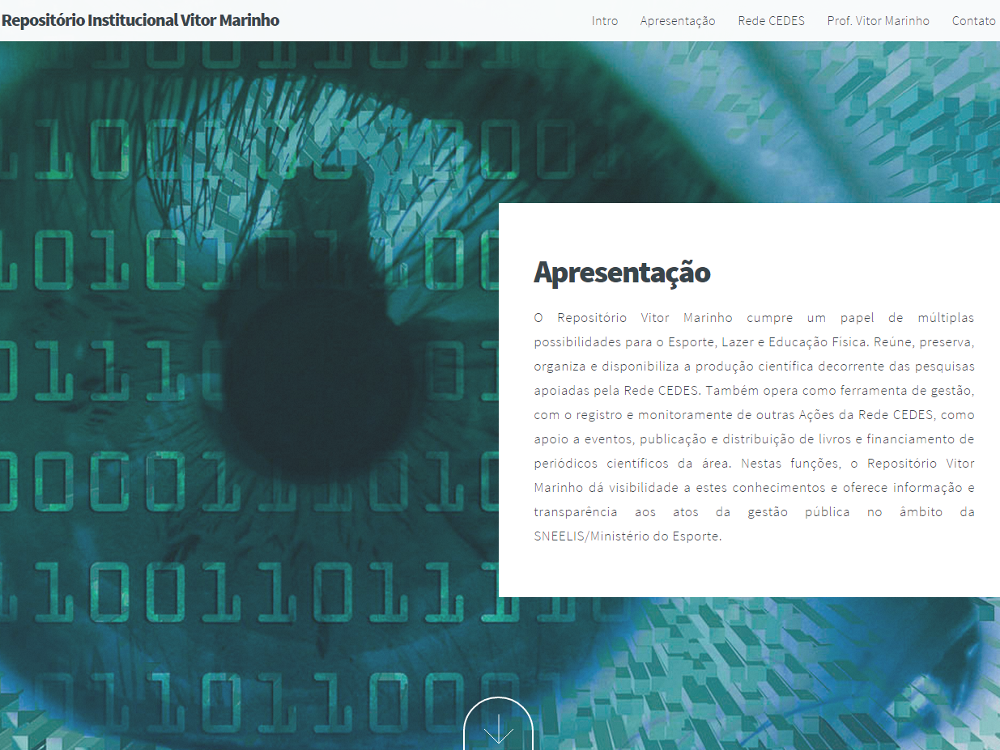 Repositório Institucional Vitor Marinho
Intro Apresentação Rede CEDES Prof. Vitor Marinho Contato
Apresentação
O Repositório Vitor Marinho cumpre um papel de múltiplas
possibilidades para o Esporte, Lazer e Educação Física. Reúne, preserva,
organiza e disponibiliza a produção científica decorrente das pesquisas
apoiadas pela Rede CEDES. Também opera como ferramenta de gestão,
com o registro e monitoramente de outras Ações da Rede CEDES, como
apoio a eventos, publicação e distribuição de livros e financiamento de
periódicos científicos da área. Nestas funções, o Repositório Vitor
Marinho dá visibilidade a estes conhecimentos e oferece informação e
transparência aos atos da gestão pública no âmbito da
SNEELIS/Ministério do Esporte.